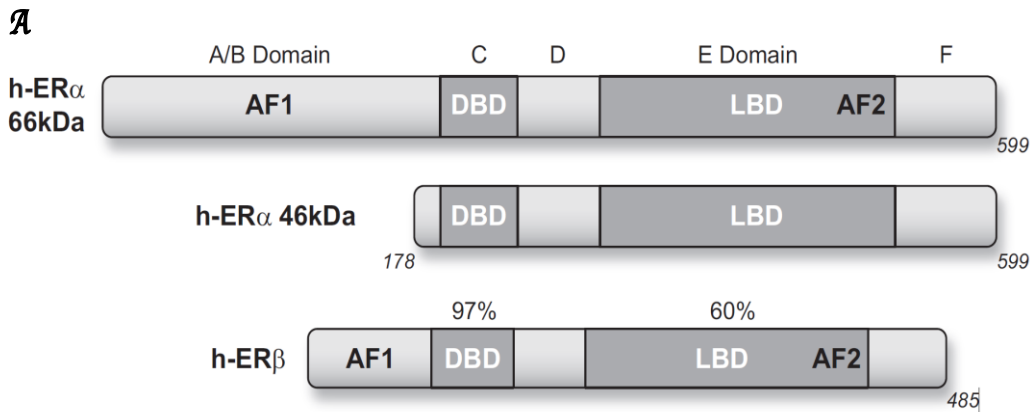 A
A/B Domain C D E Domain F
h-ERα
66kDa
AF1 DBD LBD AF2
599
h-ERα 46kDa DBD LBD
178 599
97% 60%
h-ERβ AF1 DBD LBD AF2
485